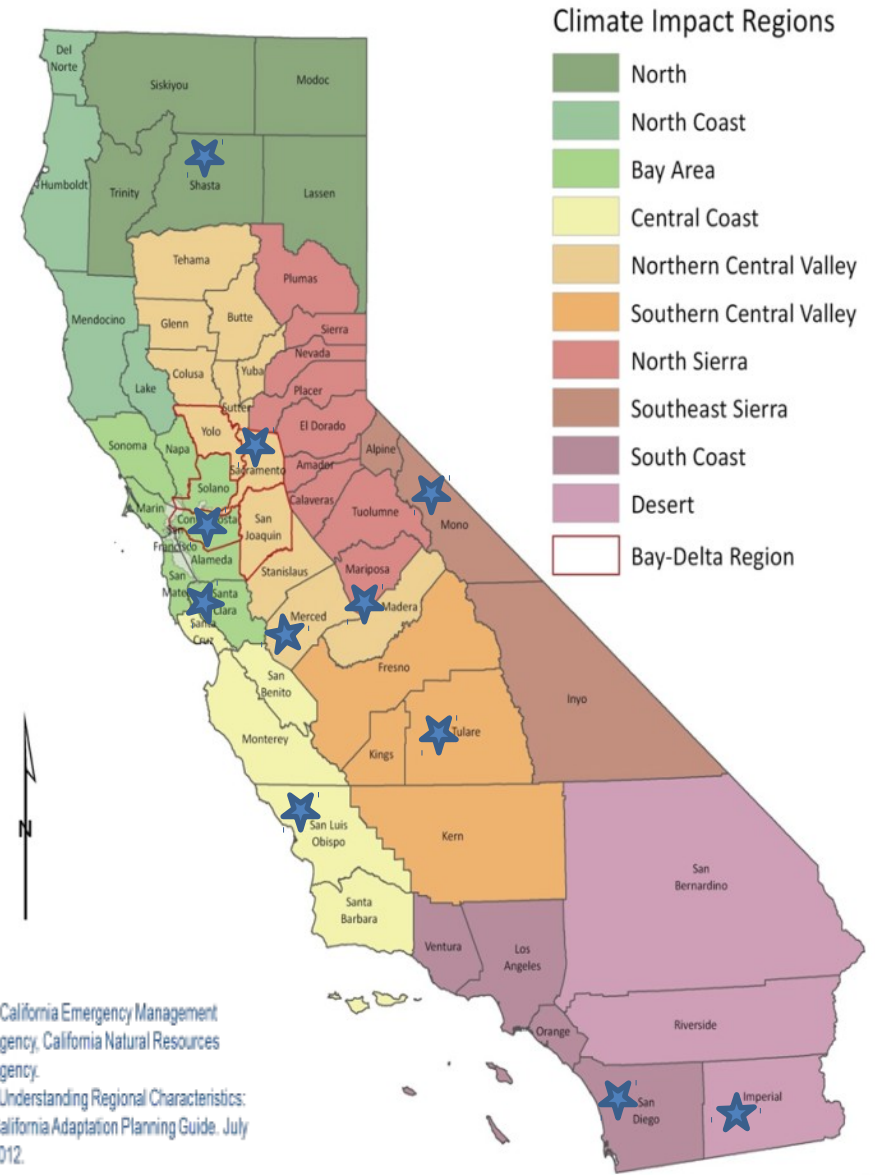 Climate Impact Regions
North
North Coast
Bay Area
Central Coast
Northern Central Valley
Southern Central Valley
North Sierra
Southeast Sierra
South Coast
Desert
Bay-Delta Region
Del
Norte
Siskiyou
Modoc
Humboldt
Trinity
Shasta
Lassen
Tehama
Plumas
Mendocino
Glenn
Butte
Sierra
Nevada
Colusa
Yuba
Placer
Lake
Sutter
El Dorado
Yolo
Sonoma
Napa
Alpine
Sacramento
Amador
Solano
Calaveras
Marin
Tuolumne
Mono
San
Joaquin
Francisco
Alameda
Stanislaus
Mariposa
San
Santa
Clara
Madera
Merced
Santa
Cruz
Fresno
San
Benito
Inyo
Monterey
Tulare
Kings
San Luis
Obispo
Kern
San
Bernardino
Santa
Barbara
Ventura
Los
Angeles
Orange
Riverside
San
Diego
Imperial
N
California Emergency Management
gency, California Natural Resources
gency.
Understanding Regional Characteristics:
alifornia Adaptation Planning Guide. July
012.